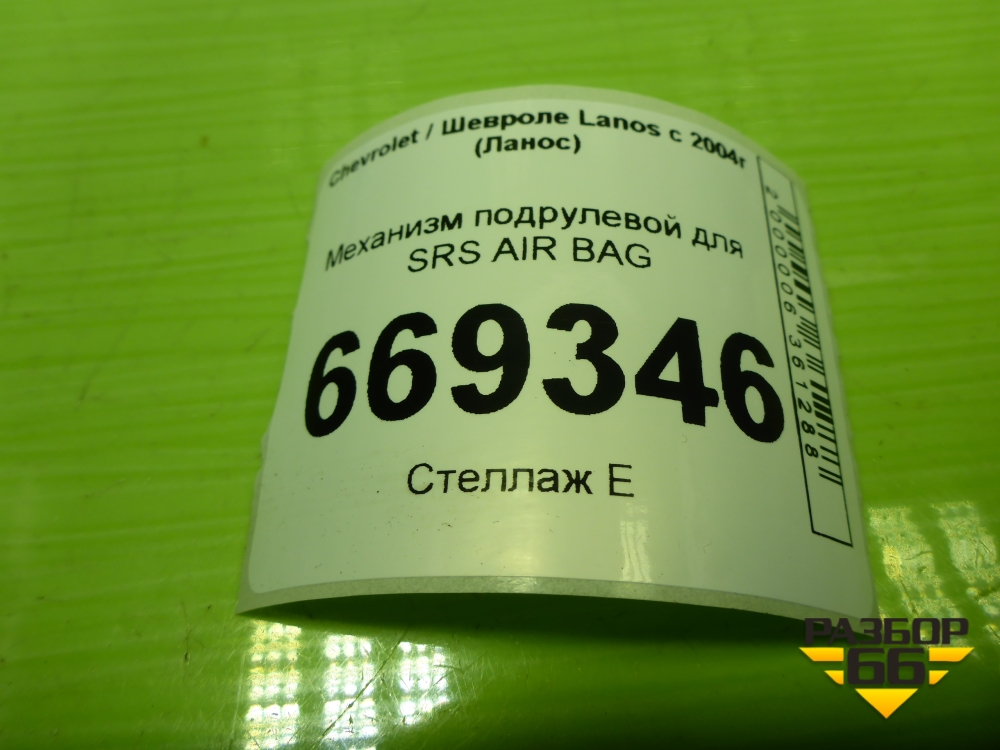 Chevrolet / Шевроле Lanos с 2004г
(Ланос)
Механизм подрулевой для
SRS AIR BAG
669346
Стеллаж E
2000006361288
РАЗБОР
66